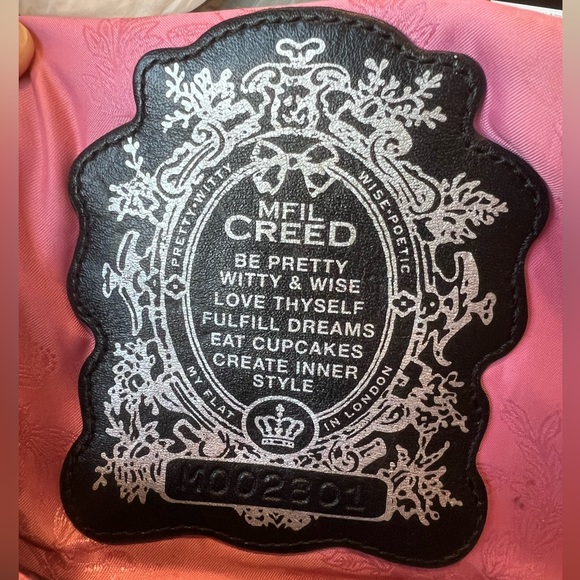 PRETTY • WITTY
WISE • POETIC
MFIL
CREED
BE PRETTY
WITTY & WISE
LOVE THYSELF
FULFILL DREAMS
EAT CUPCAKES
CREATE INNER
STYLE
MY FLAT
IN LONDON
M002801